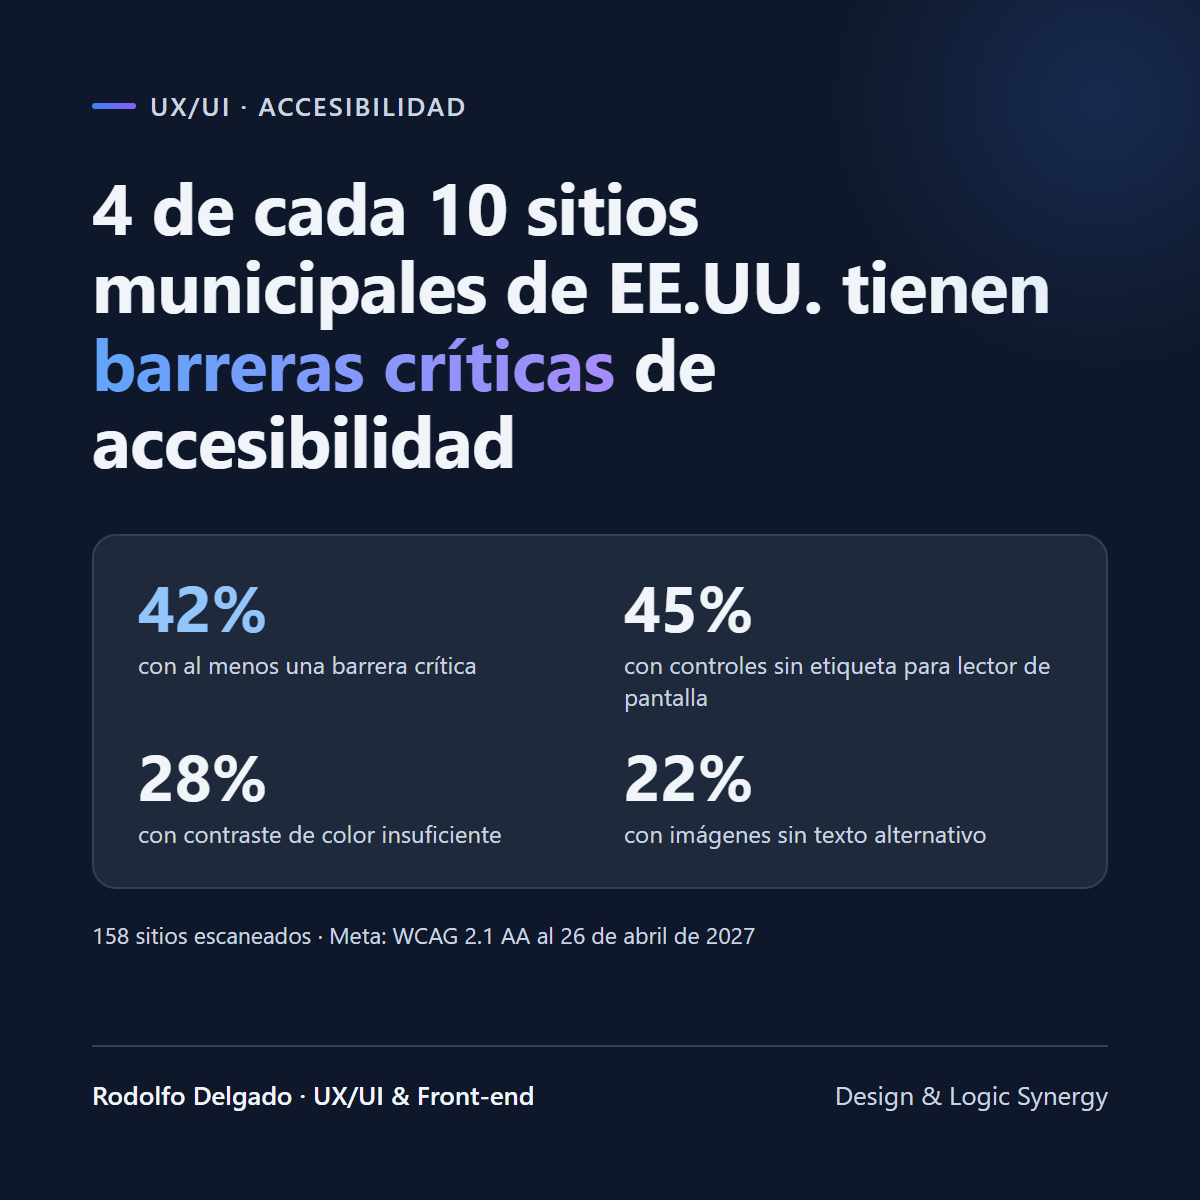 UX/UI · ACCESIBILIDAD
4 de cada 10 sitios
municipales de EE.UU. tienen
barreras críticas de
accesibilidad
42%
con al menos una barrera crítica
45%
con controles sin etiqueta para lector de
pantalla
28%
con contraste de color insuficiente
22%
con imágenes sin texto alternativo
158 sitios escaneados · Meta: WCAG 2.1 AA al 26 de abril de 2027
Rodolfo Delgado · UX/UI & Front-end
Design & Logic Synergy